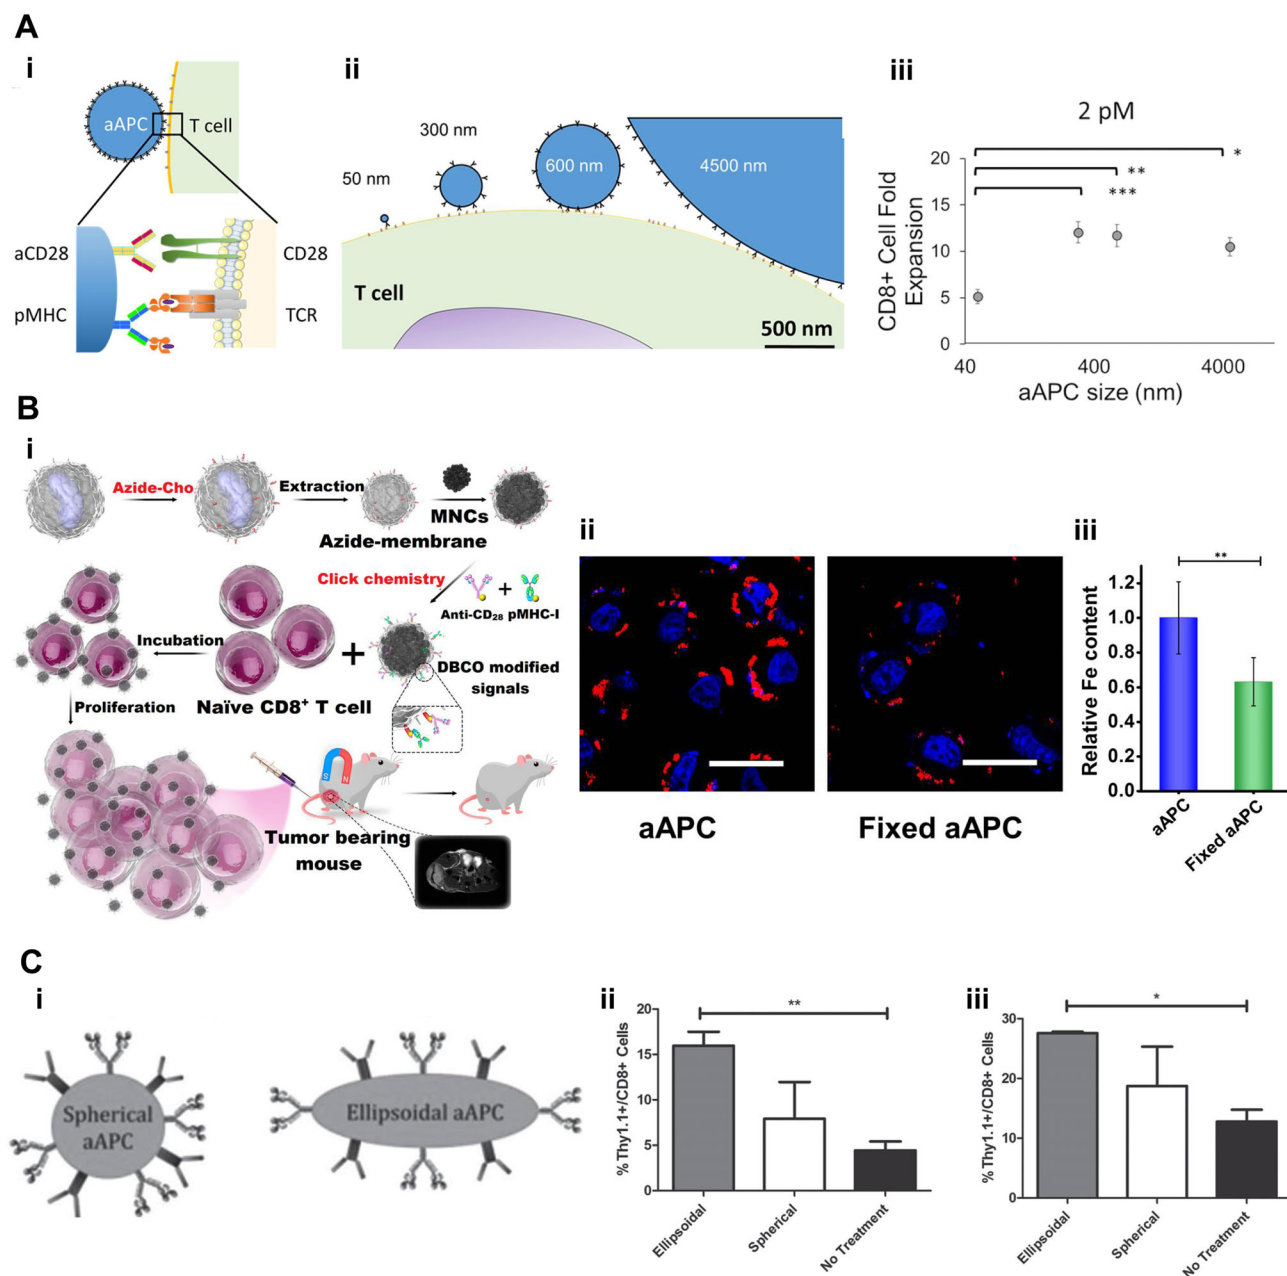 A
i
aAPC
T cell
aCD28
CD28
pMHC
TCR
ii
50 nm
300 nm
600 nm
4500 nm
T cell
500 nm
iii
2 pM
*
**
***
CD8+ Cell Fold
Expansion
20
15
10
5
0
40
400
4000
aAPC size (nm)
B
i
Azide-Cho
Extraction
MNCs
Azide-membrane
Click chemistry
Anti-CD28 pMHC-I
Incubation
+
+
DBCO modified
signals
Naïve CD8+ T cell
Proliferation
S
N
Tumor bearing
mouse
ii
aAPC
Fixed aAPC
iii
**
Relative Fe content
1.2
1.0
0.8
0.6
0.4
0.2
0.0
aAPC
Fixed aAPC
C
i
Spherical
aAPC
Ellipsoidal aAPC
ii
**
% Thy1.1+/CD8+ Cells
20
15
10
5
0
Ellipsoidal
Spherical
No Treatment
iii
*
% Thy1.1+/CD8+ Cells
30
20
10
0
Ellipsoidal
Spherical
No Treatment